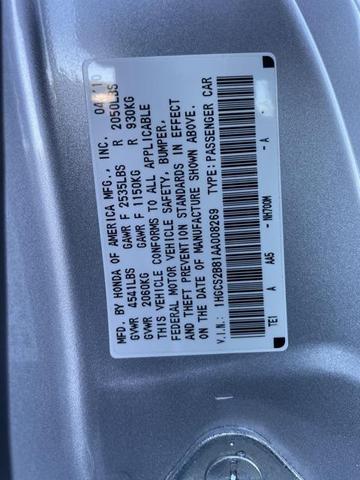 MFD. BY HONDA OF AMERICA MFG., INC. 04/10
GVWR 4541LBS GAWR F 2535LBS R 2050LBS
GVWR 2060KG GAWR F 1150KG R 930KG
THIS VEHICLE CONFORMS TO ALL APPLICABLE
FEDERAL MOTOR VEHICLE SAFETY, BUMPER,
AND THEFT PREVENTION STANDARDS IN EFFECT
ON THE DATE OF MANUFACTURE SHOWN ABOVE.
V.I.N.: 1HGCS2B81AA008269 TYPE: PASSENGER CAR
TE1 A AA5 - NH700M - A